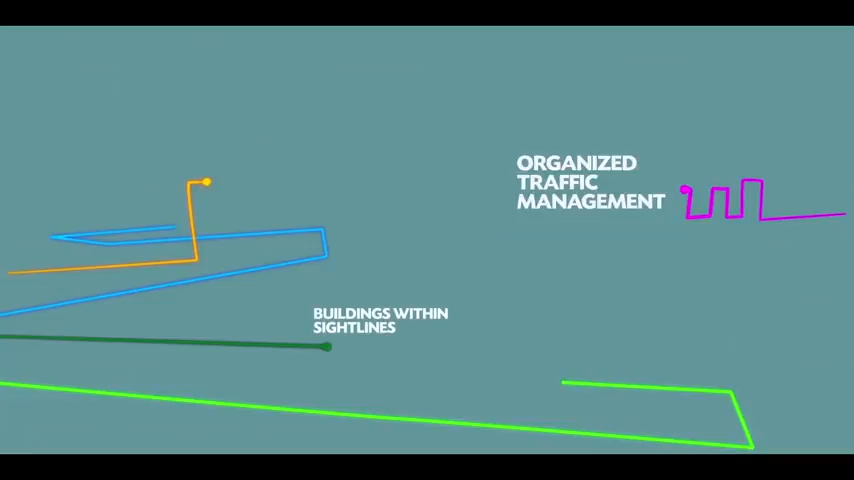 ORGANIZED
TRAFFIC
MANAGEMENT
BUILDINGS WITHIN
SIGHTLINES